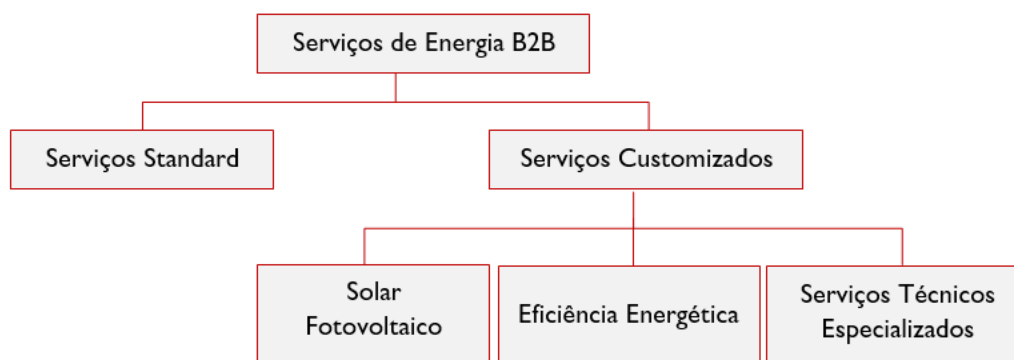 Serviços de Energia B2B
Serviços Standard
Serviços Customizados
Solar
Fotovoltaico
Eficiência Energética
Serviços Técnicos
Especializados